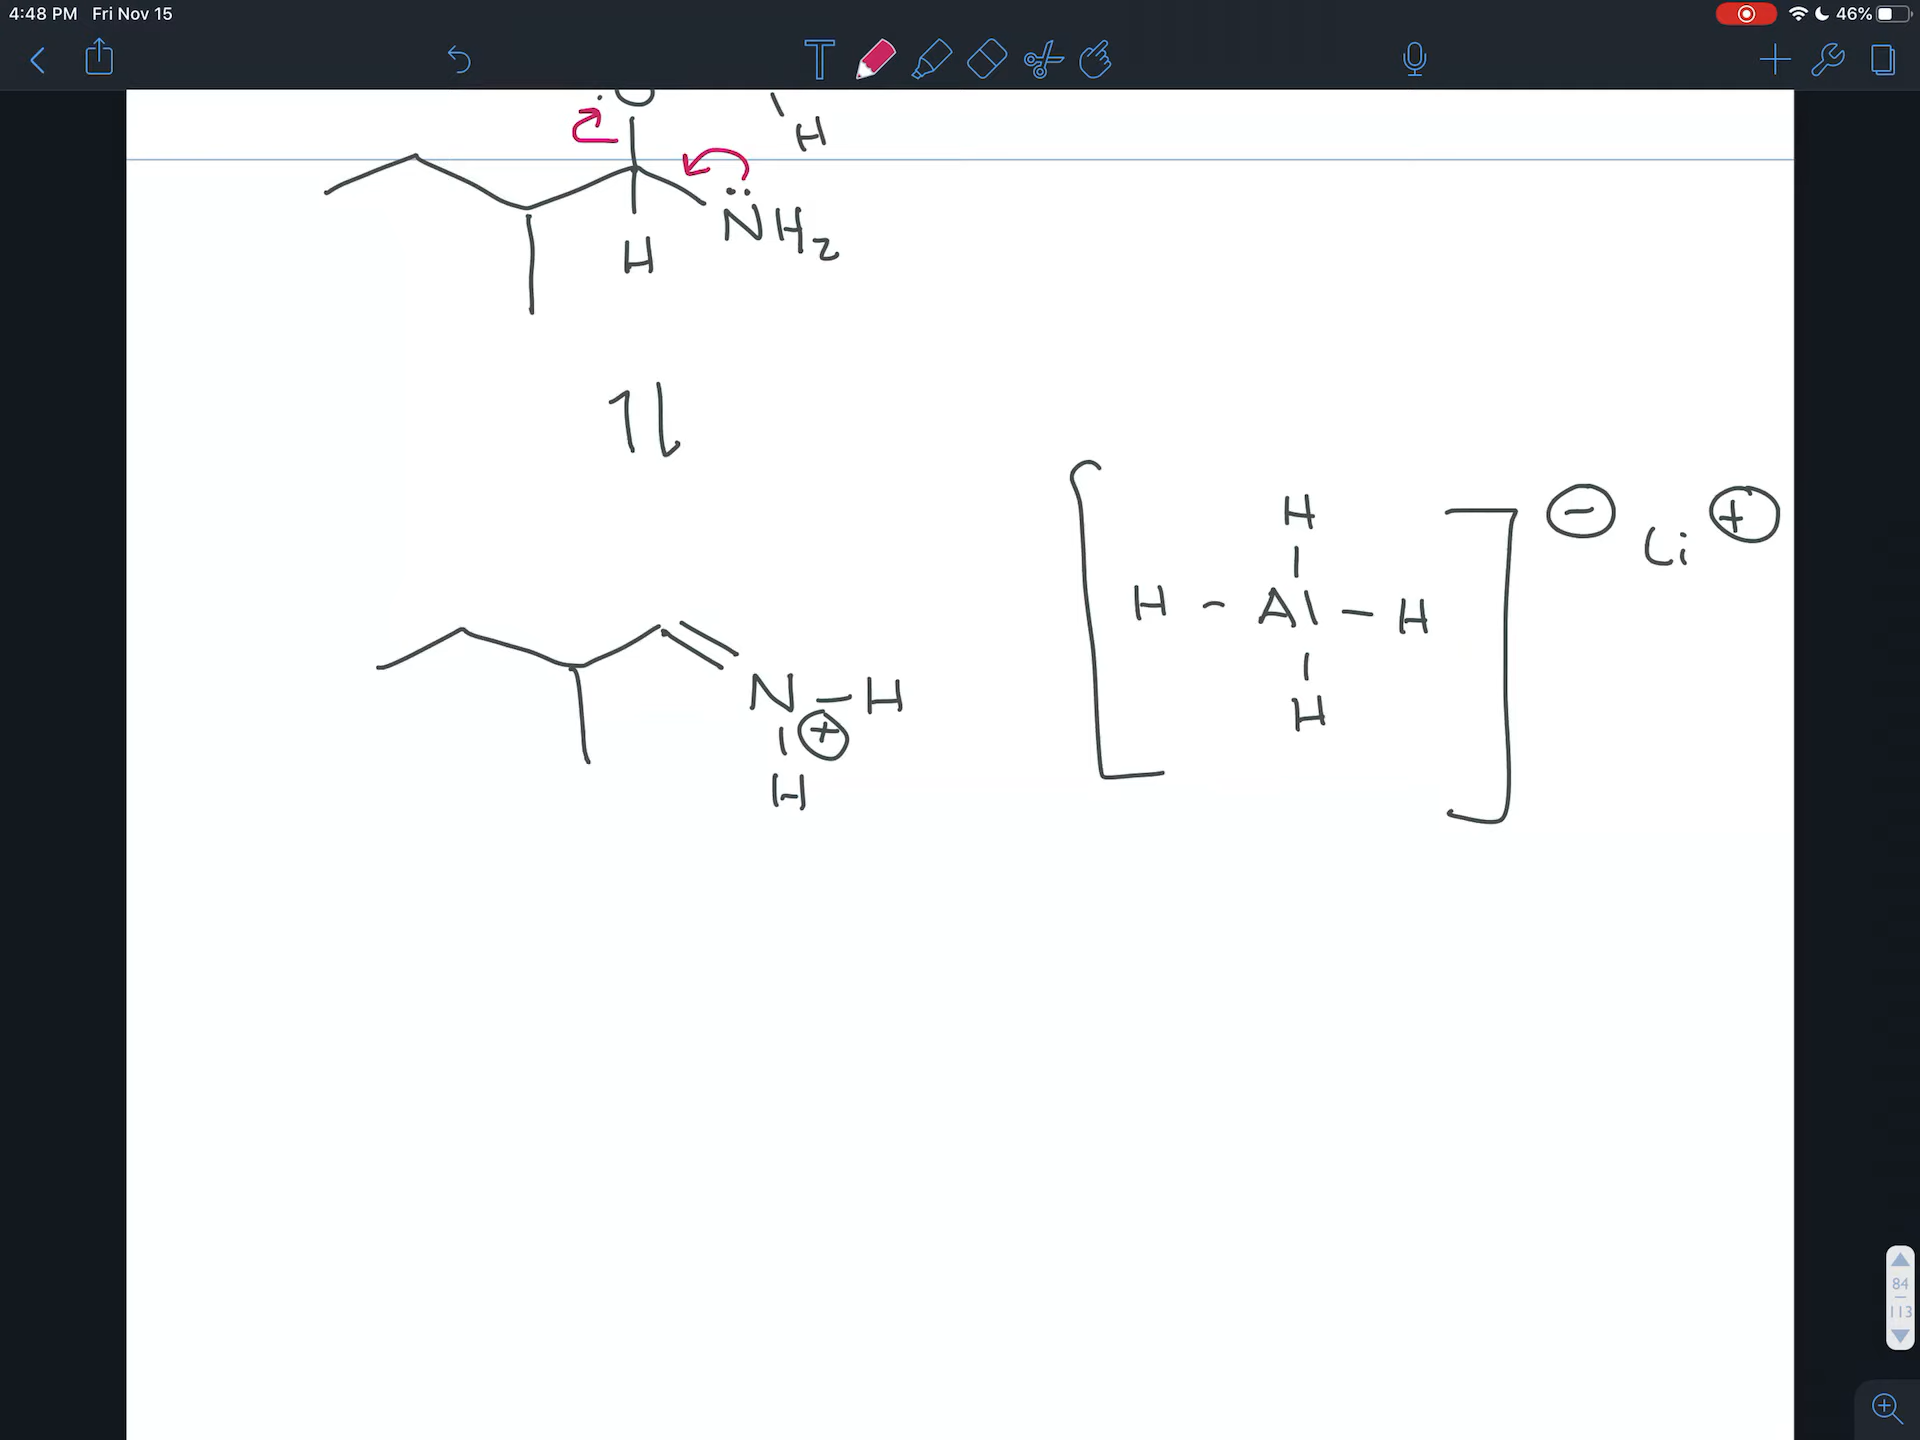 4:48 PM Fri Nov 15
46%
T
O
H
NH2
H
H
⊖
Li ⊕
H - Al - H
H
N - H
⊕
H
84
113